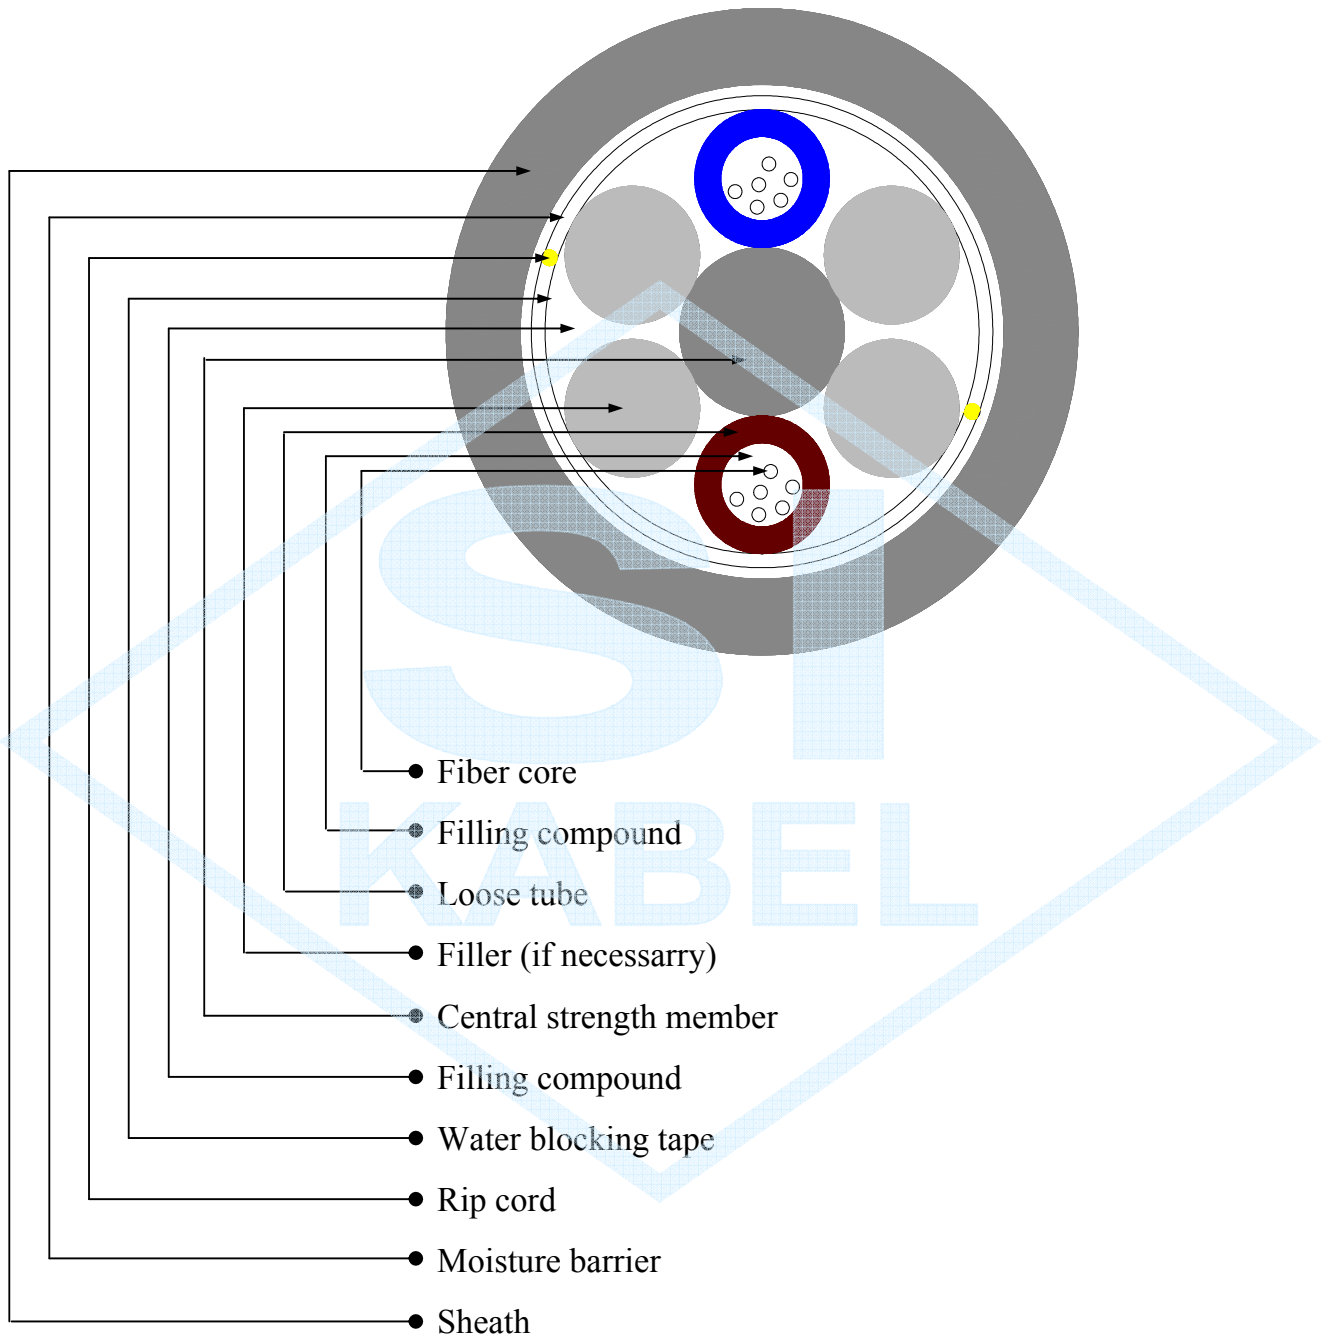 SI
KABEL
Fiber core
Filling compound
Loose tube
Filler (if necessarry)
Central strength member
Filling compound
Water blocking tape
Rip cord
Moisture barrier
Sheath